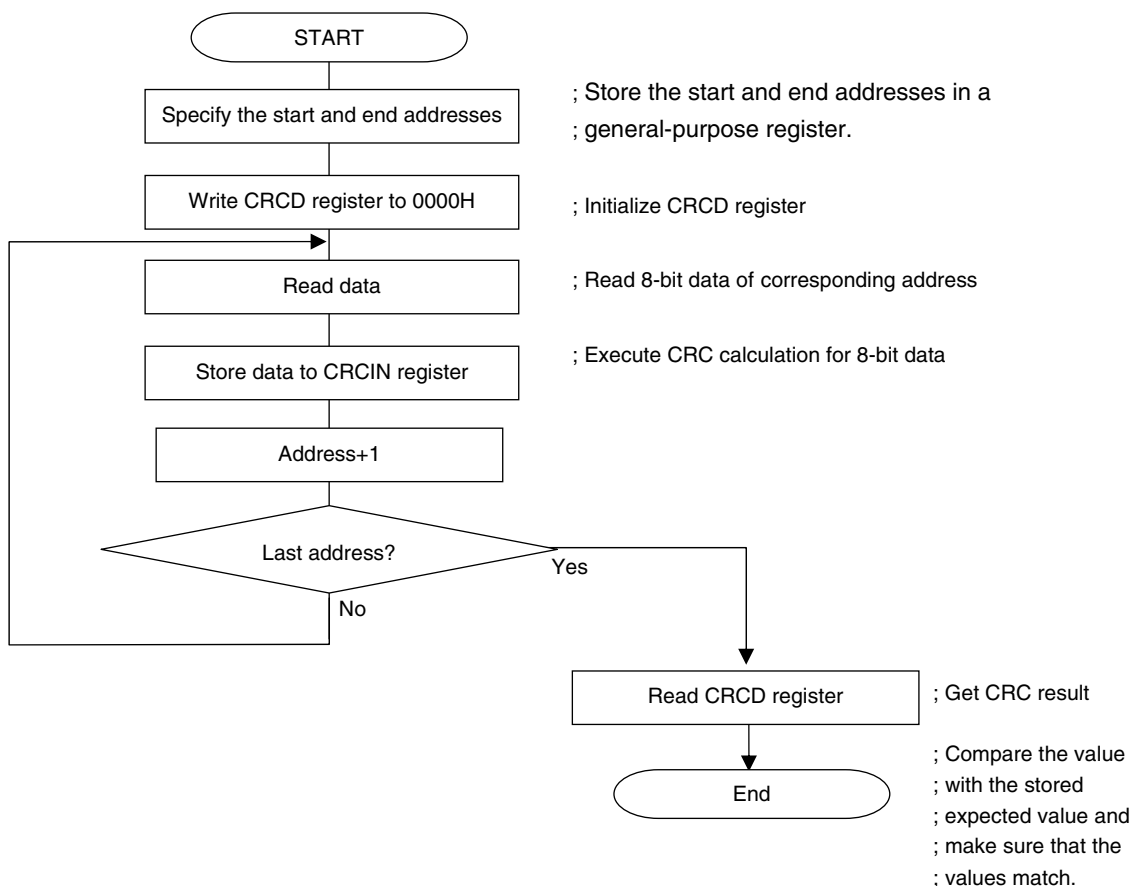 START
Specify the start and end addresses
; Store the start and end addresses in a
; general-purpose register.
Write CRCD register to 0000H
; Initialize CRCD register
Read data
; Read 8-bit data of corresponding address
Store data to CRCIN register
; Execute CRC calculation for 8-bit data
Address+1
Last address?
Yes
No
Read CRCD register
; Get CRC result
End
; Compare the value
; with the stored
; expected value and
; make sure that the
; values match.